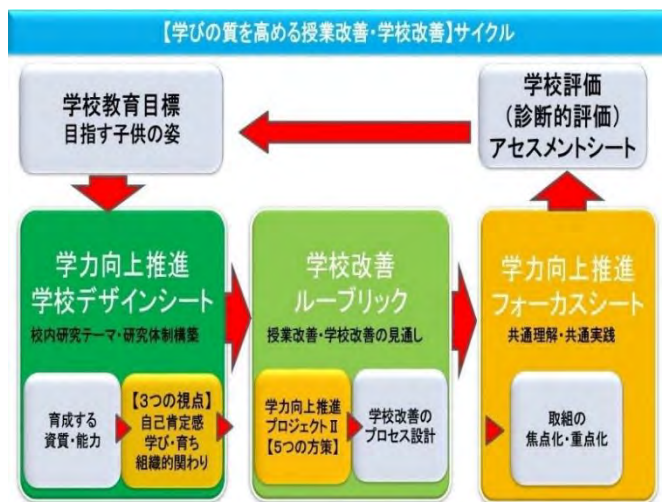 【学びの質を高める授業改善・学校改善】サイクル
学校教育目標
目指す子供の姿
学校評価
(診断的評価)
アセスメントシート
学力向上推進
学校デザインシート
校内研究テーマ・研究体制構築
育成する
資質・能力
【3つの視点】
自己肯定感
学び・育ち
組織的関わり
学校改善
ルーブリック
授業改善・学校改善の見通し
学力向上推進
プロジェクトⅡ
【5つの方策】
学校改善の
プロセス設計
学力向上推進
フォーカスシート
共通理解・共通実践
取組の
焦点化・重点化